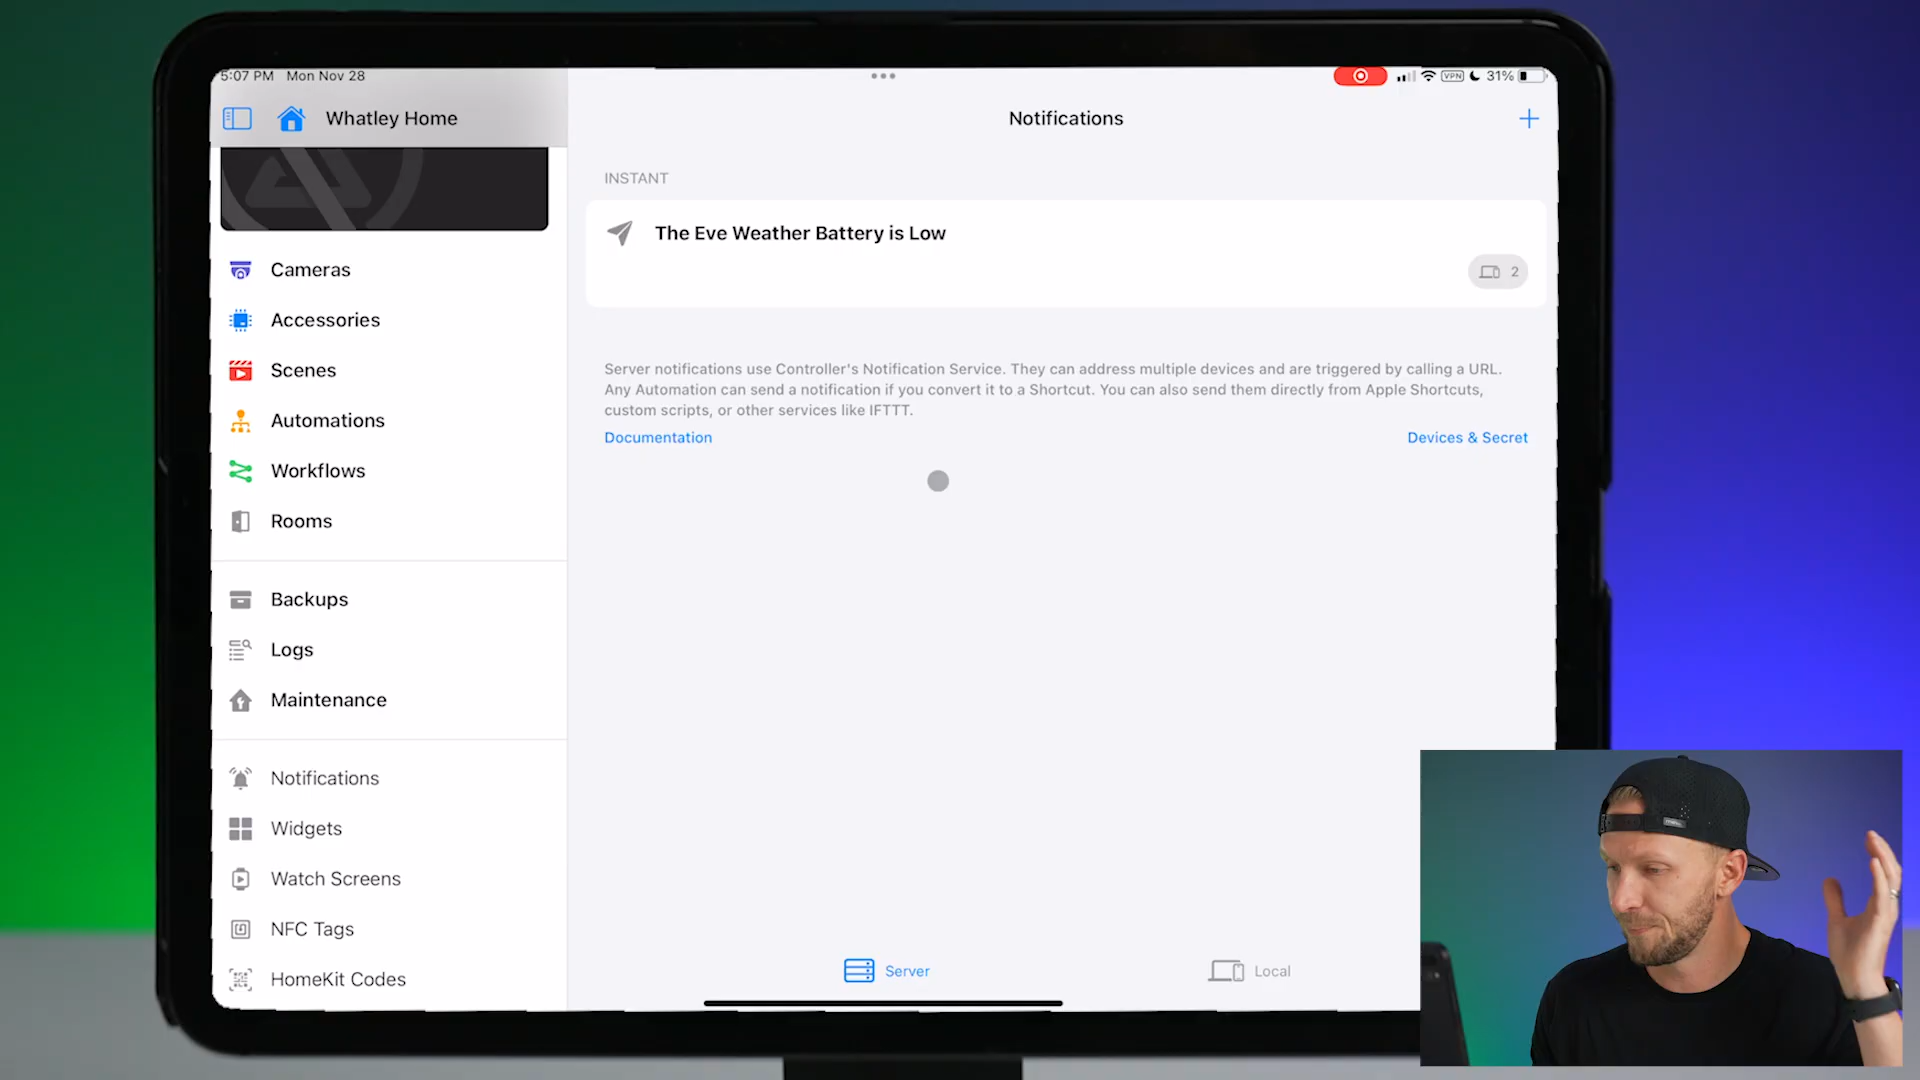 5:07 PM Mon Nov 28
VPN 31%
Whatley Home
Notifications
INSTANT
The Eve Weather Battery is Low
2
Cameras
Accessories
Scenes
Automations
Workflows
Rooms
Backups
Logs
Maintenance
Notifications
Widgets
Watch Screens
NFC Tags
HomeKit Codes
Server notifications use Controller's Notification Service. They can address multiple devices and are triggered by calling a URL.
Any Automation can send a notification if you convert it to a Shortcut. You can also send them directly from Apple Shortcuts,
custom scripts, or other services like IFTTT.
Documentation
Devices & Secret
Server
Local